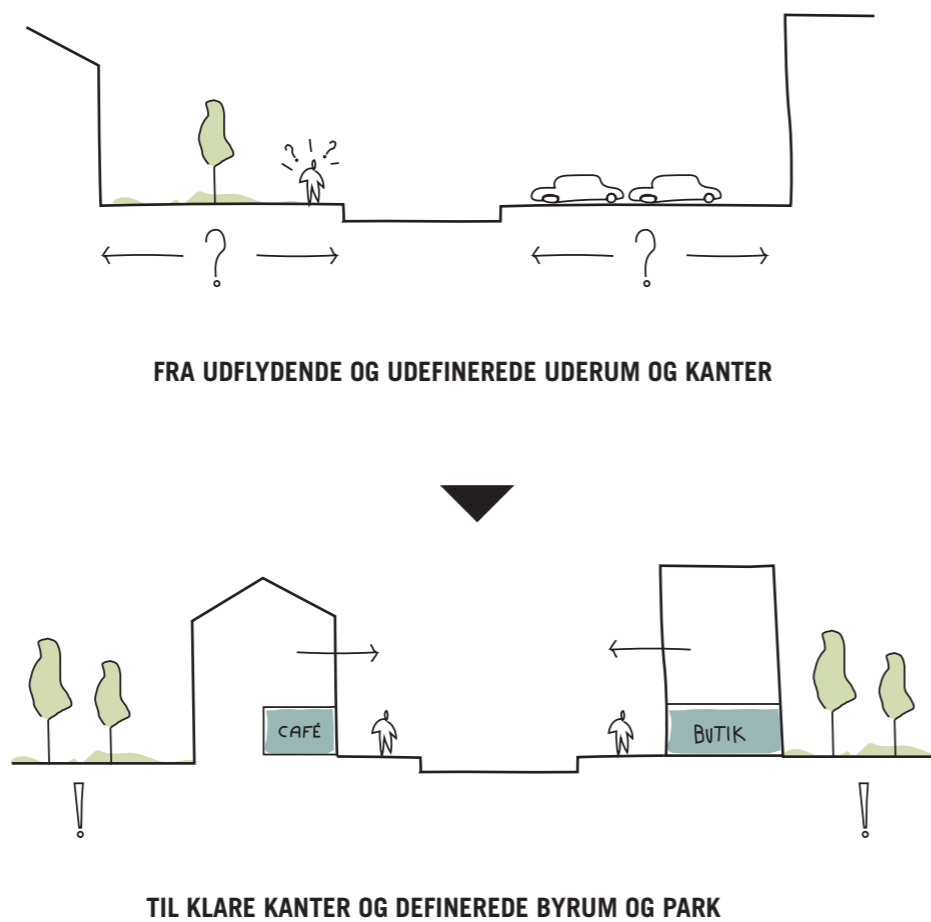 ? ?
? ?
FRA UDFLYDENDE OG UDEFINEREDE UDERUM OG KANTER
CAFÉ BUTIK
! !
TIL KLARE KANTER OG DEFINEREDE BYRUM OG PARK